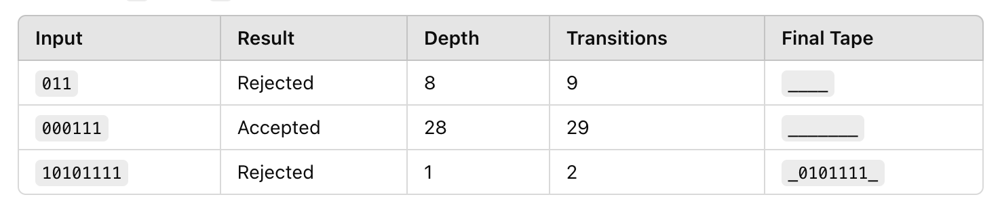 Input Result Depth Transitions Final Tape
011 Rejected 8 9 ____
000111 Accepted 28 29 _______
10101111 Rejected 1 2 _0101111_